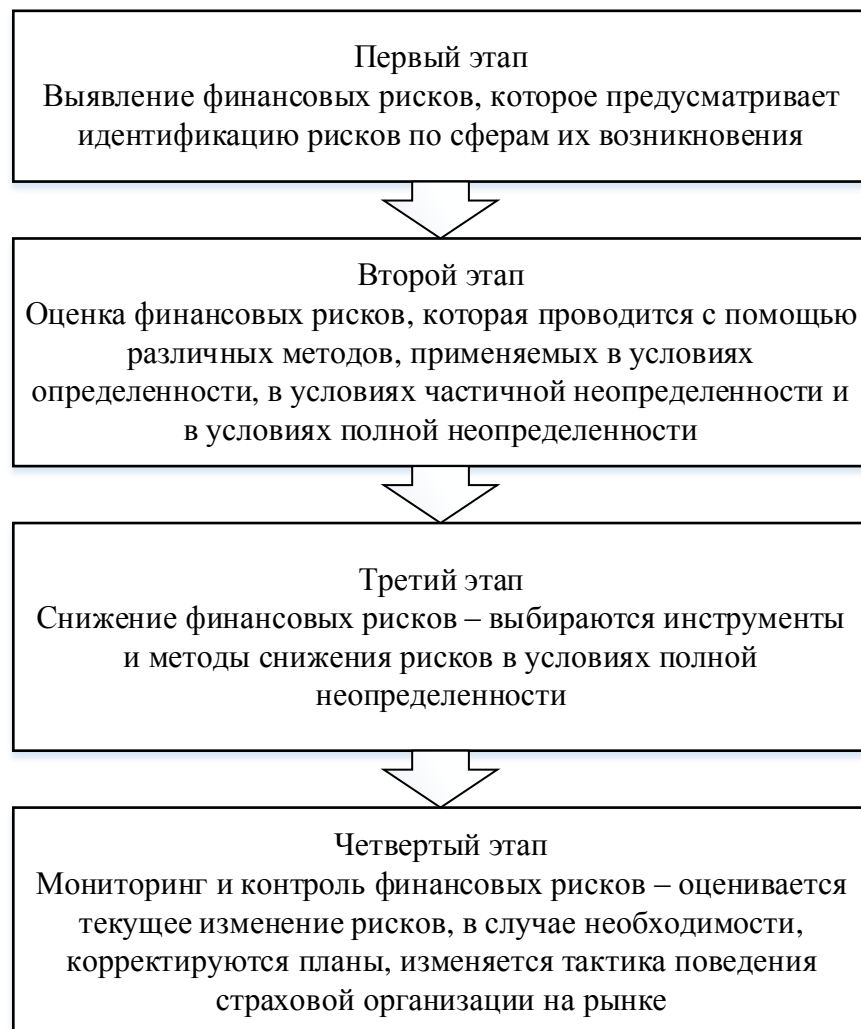 Первый этап
Выявление финансовых рисков, которое предусматривает
идентификацию рисков по сферам их возникновения
Второй этап
Оценка финансовых рисков, которая проводится с помощью
различных методов, применяемых в условиях
определенности, в условиях частичной неопределенности и
в условиях полной неопределенности
Третий этап
Снижение финансовых рисков – выбираются инструменты
и методы снижения рисков в условиях полной
неопределенности
Четвертый этап
Мониторинг и контроль финансовых рисков – оценивается
текущее изменение рисков, в случае необходимости,
корректируются планы, изменяется тактика поведения
страховой организации на рынке